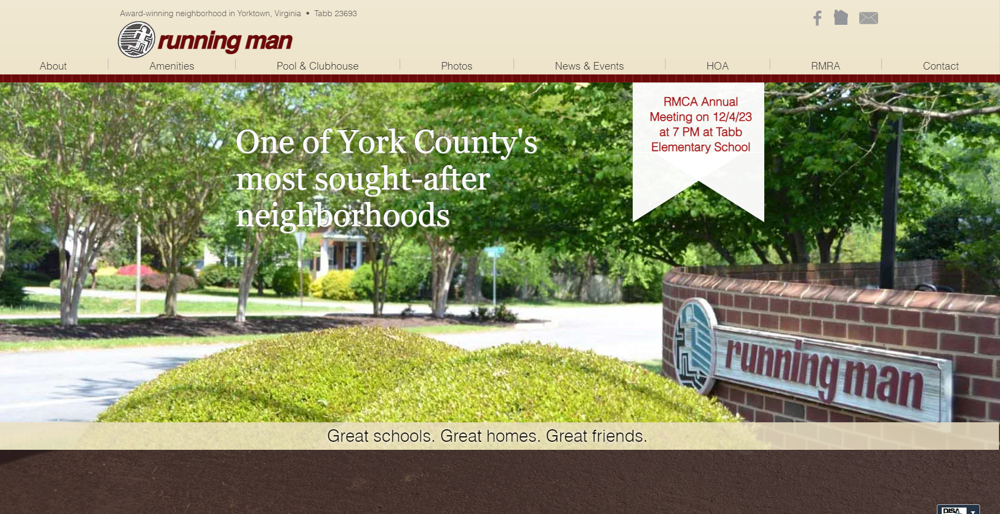 Award-winning neighborhood in Yorktown, Virginia • Tabb 23693
running man
About
Amenities
Pool & Clubhouse
Photos
News & Events
HOA
RMRA
Contact
RMCA Annual
Meeting on 12/4/23
at 7 PM at Tabb
Elementary School
One of York County's
most sought-after
neighborhoods
running man
Great schools. Great homes. Great friends.
DISA